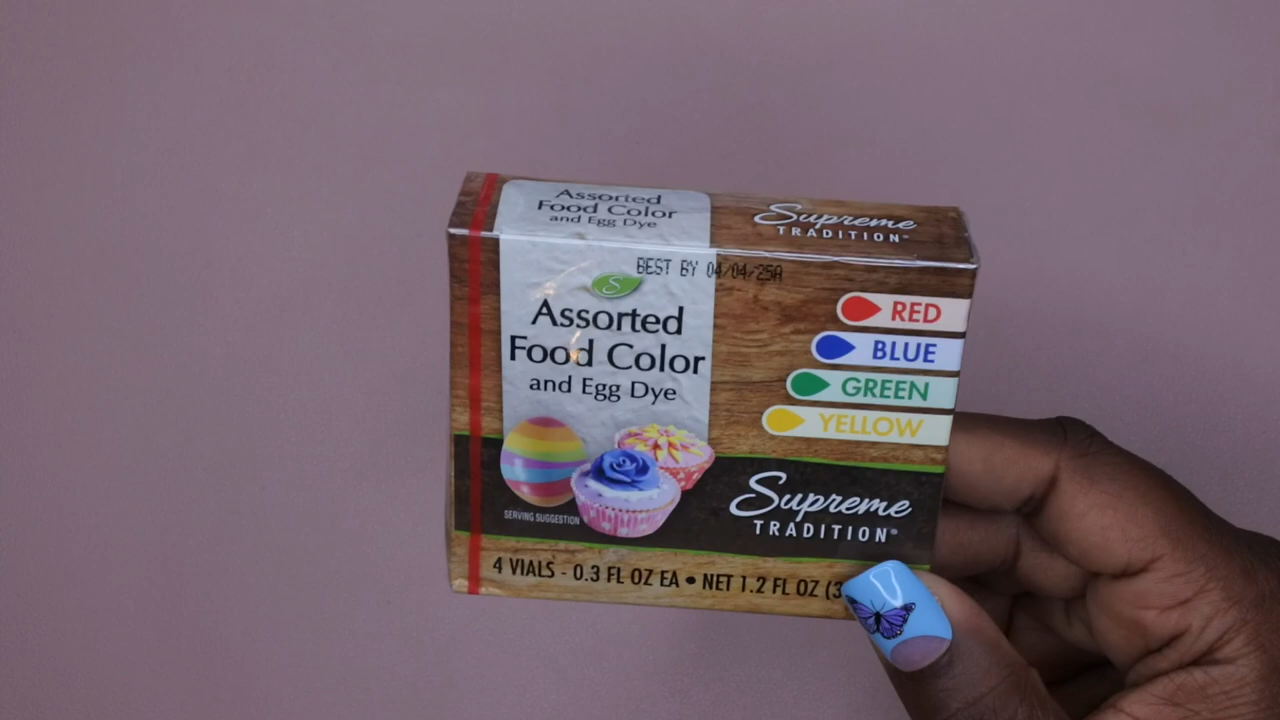 Assorted
Food Color
and Egg Dye
Supreme
TRADITION®
BEST BY 04/04/25A
S
Assorted
Food Color
and Egg Dye
RED
BLUE
GREEN
YELLOW
SERVING SUGGESTION
Supreme
TRADITION®
4 VIALS - 0.3 FL OZ EA • NET 1.2 FL OZ (3